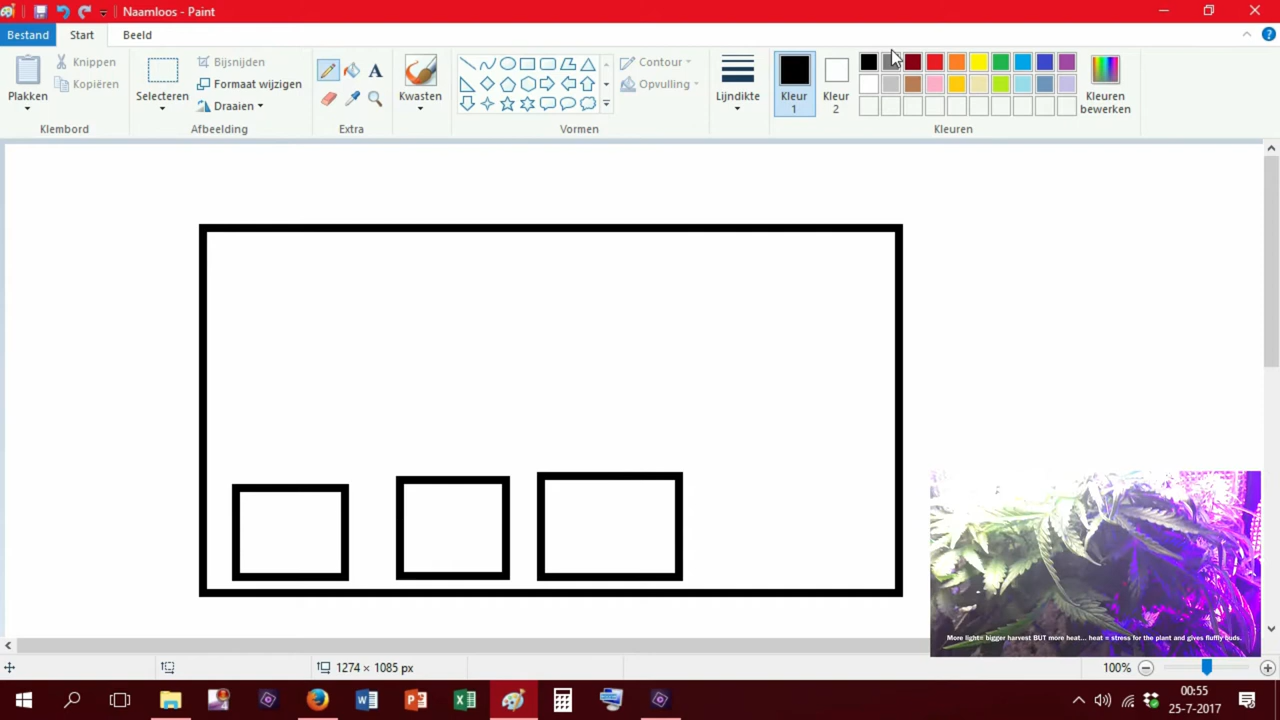 Naamloos - Paint
Bestand Start Beeld
Plakken
Knippen
Kopiëren
Klembord
Selecteren
Bijsnijden
Formaat wijzigen
Draaien
Afbeelding
A
Extra
Kwasten
Contour
Opvulling
Vormen
Lijndikte
Kleur
1
Kleur
2
Kleuren
bewerken
Kleuren
More light= bigger harvest BUT more heat... heat = stress for the plant and gives fluffly buds.
1274 × 1085 px
100%
00:55
25-7-2017